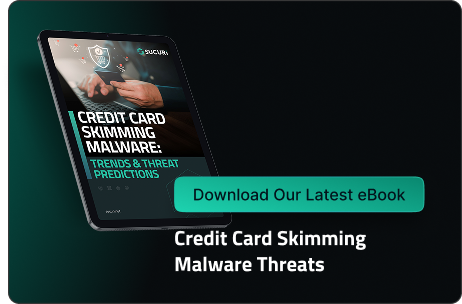 SUCURI
CREDIT CARD
SKIMMING
MALWARE:
TRENDS & THREAT
PREDICTIONS
Download Our Latest eBook
Credit Card Skimming
Malware Threats